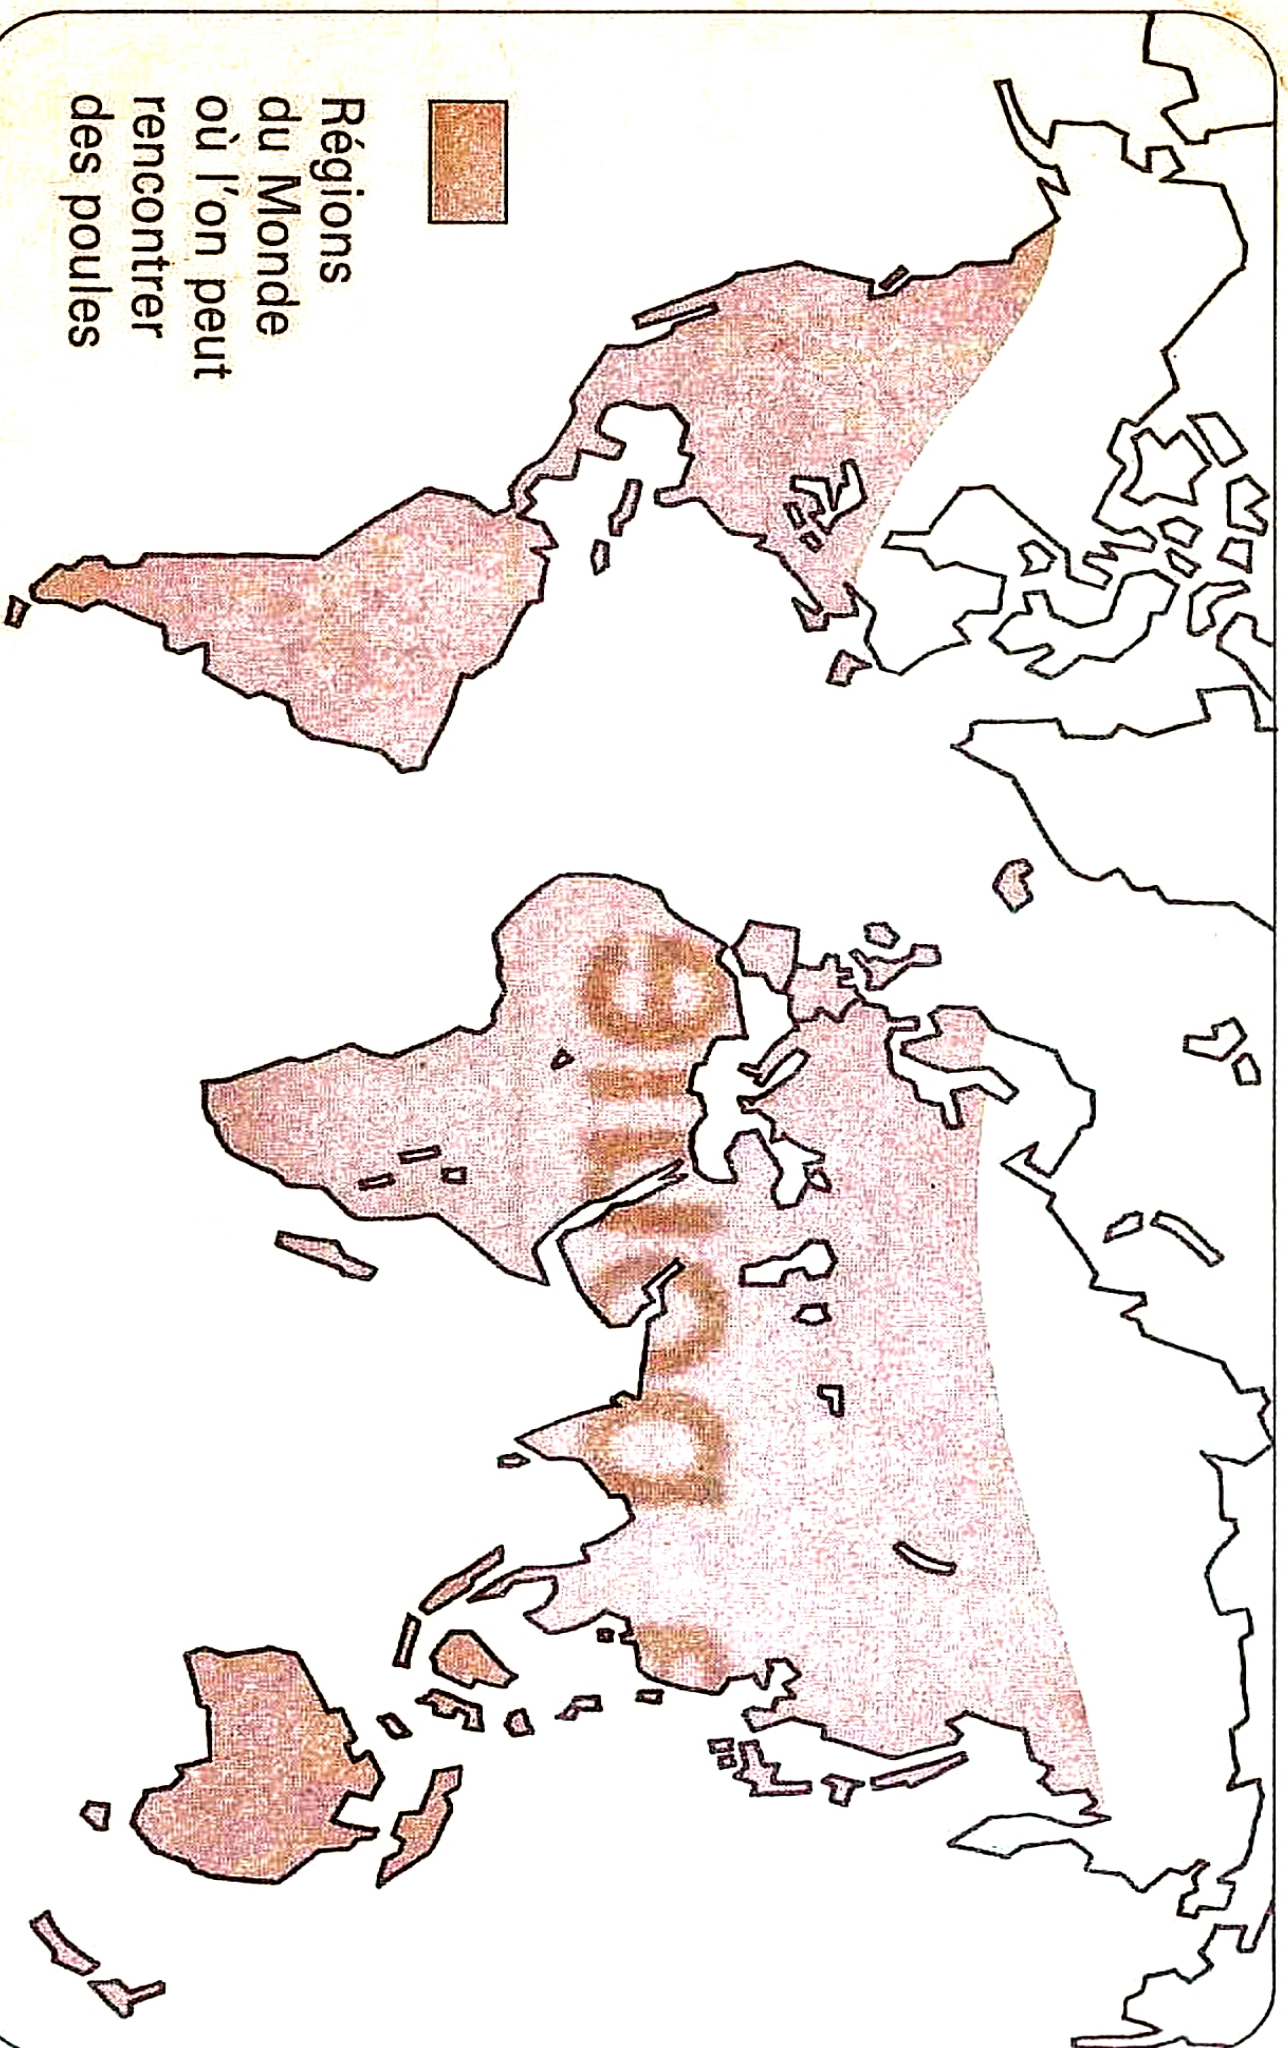 Régions
du Monde
où l'on peut
rencontrer
des poules